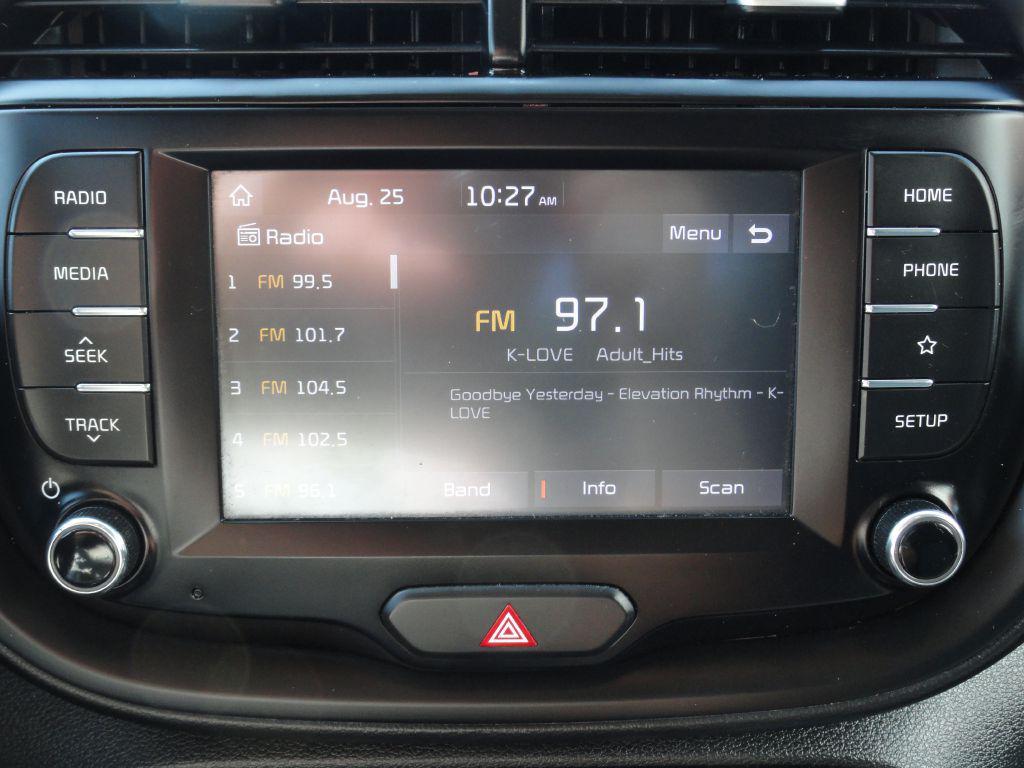 RADIO
MEDIA
SEEK
TRACK
Aug. 25 10:27 AM
Radio
Menu
1 FM 99.5
2 FM 101.7
3 FM 104.5
4 FM 102.5
5 FM 96.1
FM 97.1
K-LOVE Adult_Hits
Goodbye Yesterday - Elevation Rhythm - K-
LOVE
Band
Info
Scan
HOME
PHONE
SETUP